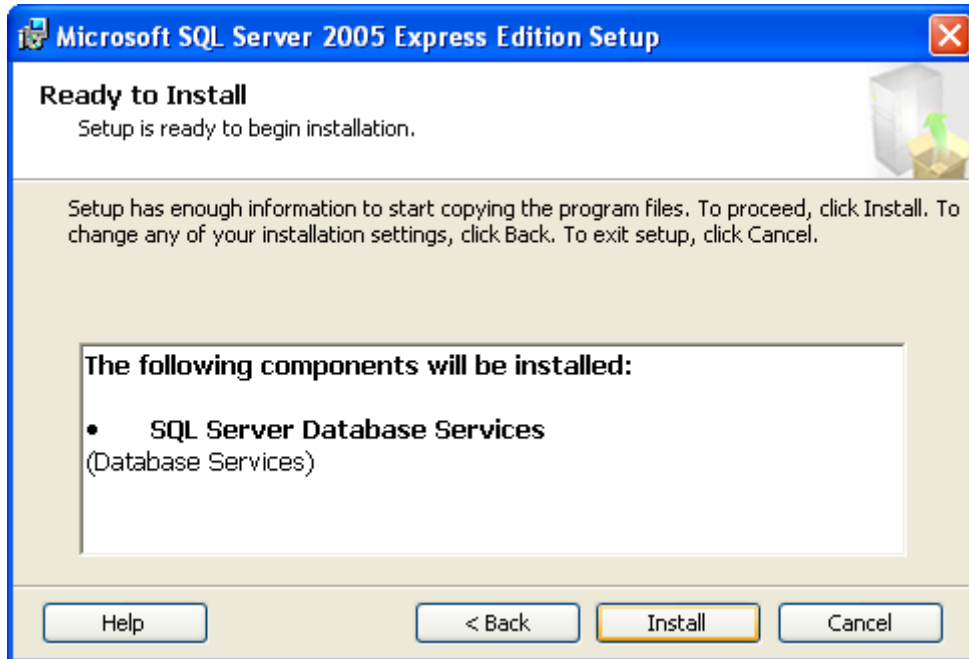 Microsoft SQL Server 2005 Express Edition Setup
Ready to Install
Setup is ready to begin installation.
Setup has enough information to start copying the program files. To proceed, click Install. To
change any of your installation settings, click Back. To exit setup, click Cancel.
The following components will be installed:
• SQL Server Database Services
(Database Services)
Help
< Back
Install
Cancel